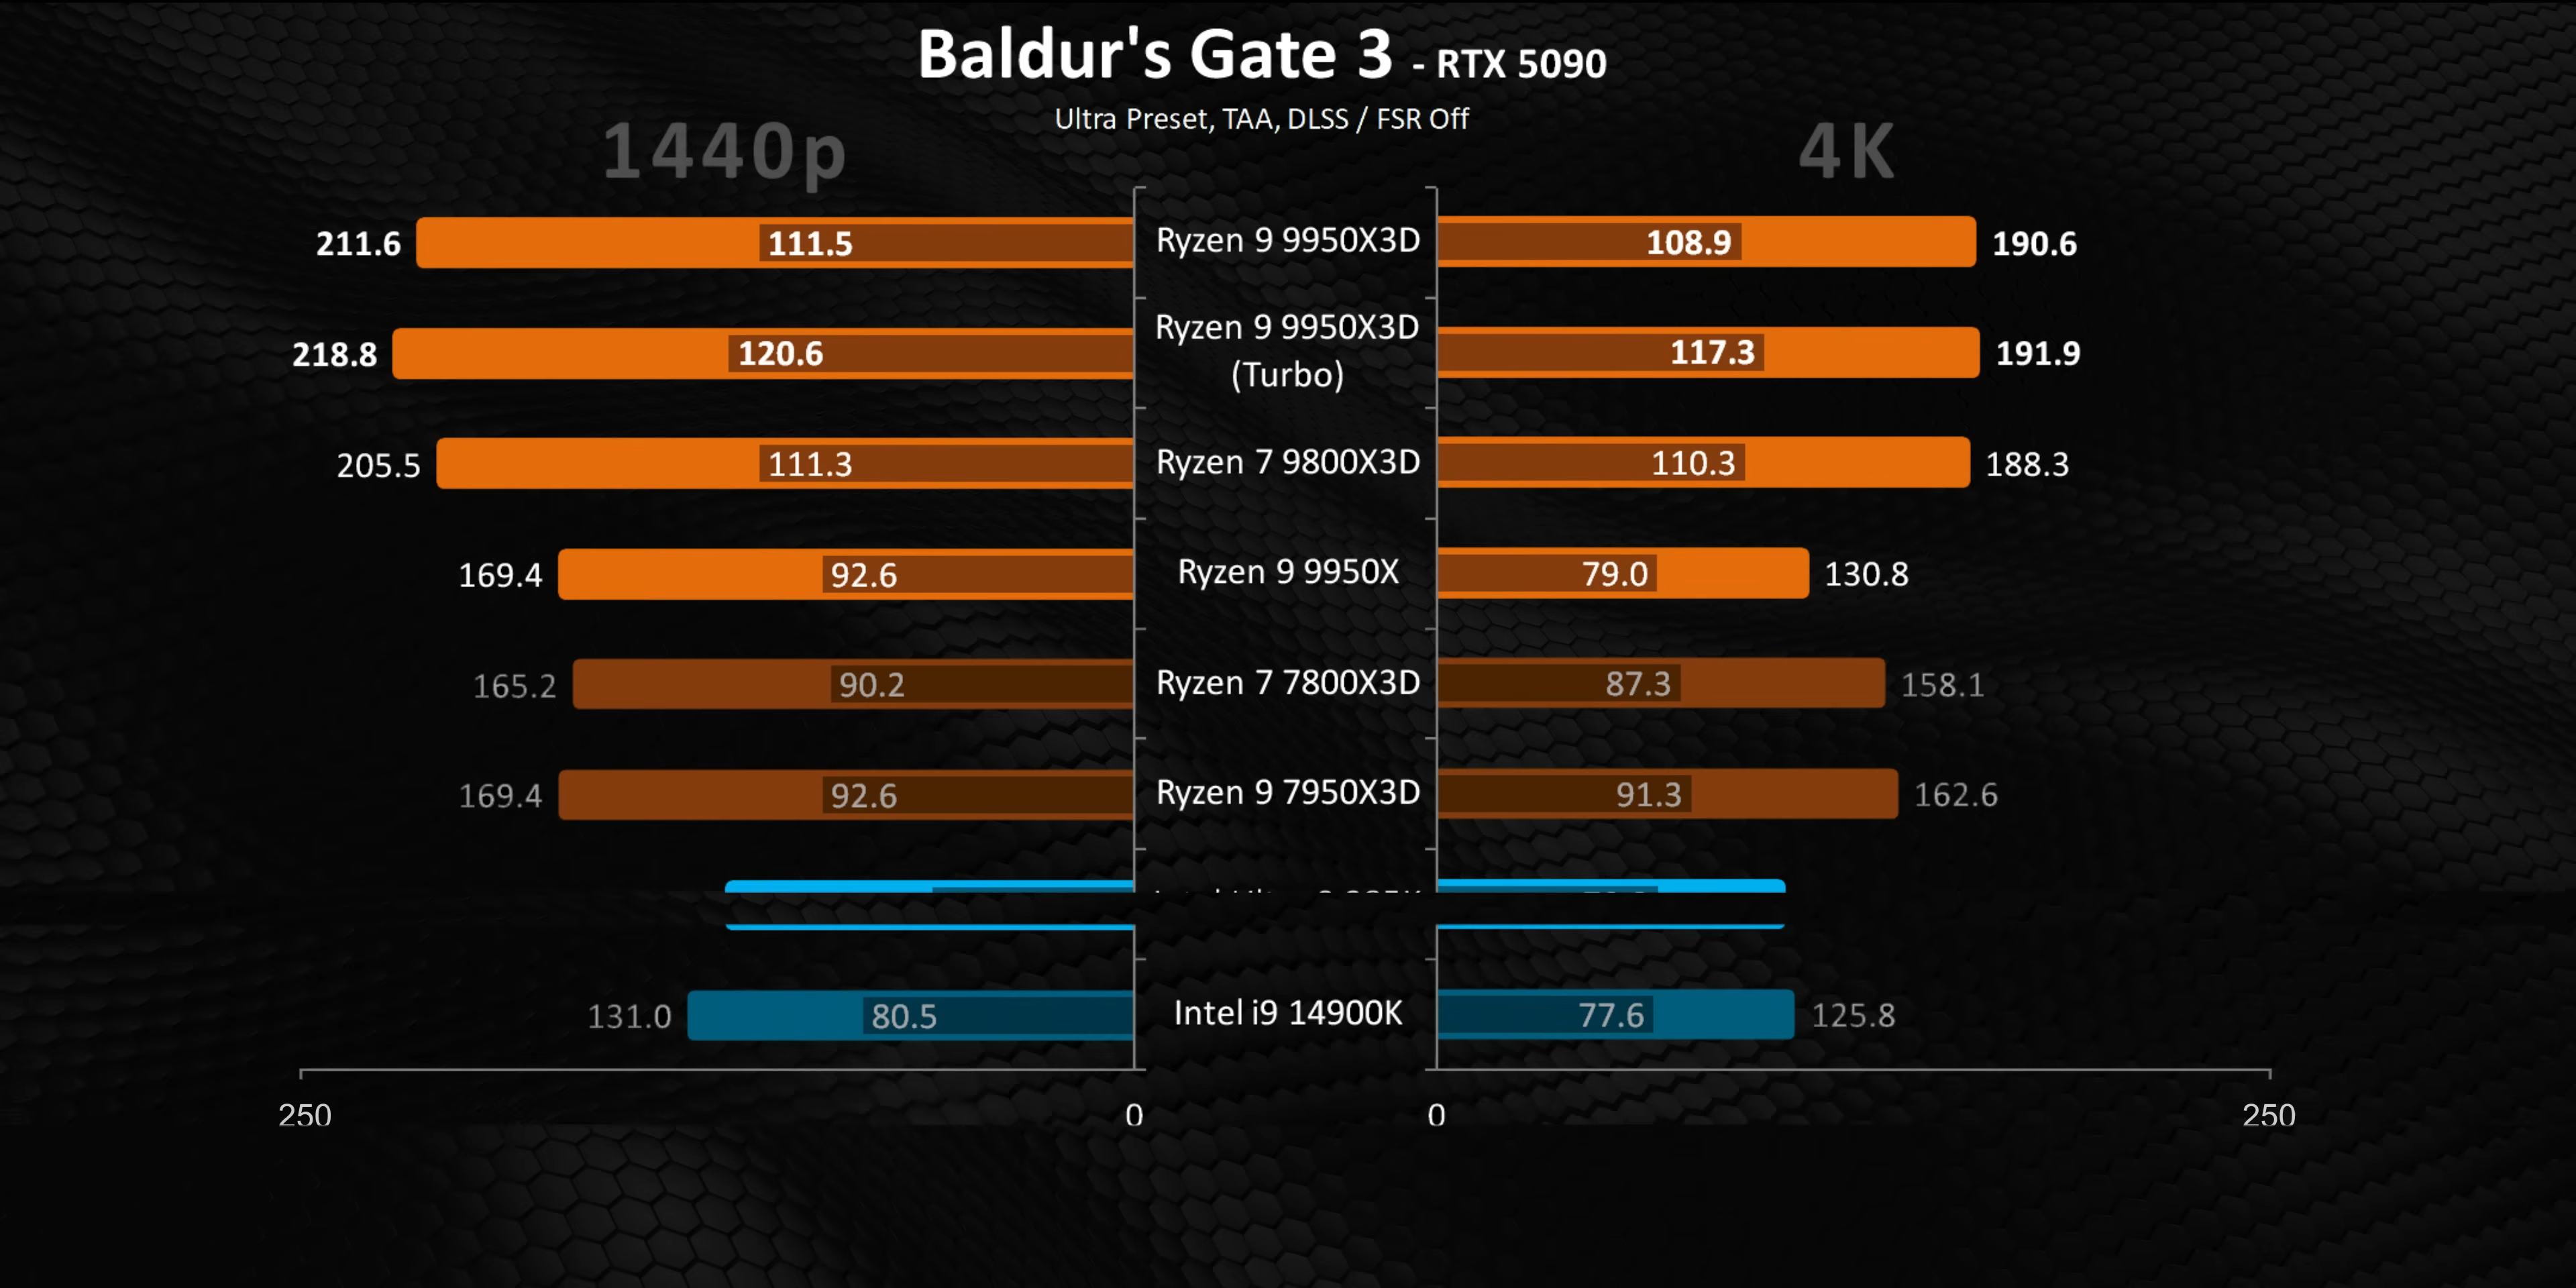 Baldur's Gate 3 - RTX 5090
Ultra Preset, TAA, DLSS / FSR Off
1440p
4K
211.6 111.5 Ryzen 9 9950X3D 108.9 190.6
218.8 120.6 Ryzen 9 9950X3D (Turbo) 117.3 191.9
205.5 111.3 Ryzen 7 9800X3D 110.3 188.3
169.4 92.6 Ryzen 9 9950X 79.0 130.8
165.2 90.2 Ryzen 7 7800X3D 87.3 158.1
169.4 92.6 Ryzen 9 7950X3D 91.3 162.6
131.0 80.5 Intel i9 14900K 77.6 125.8
250 0 0 250